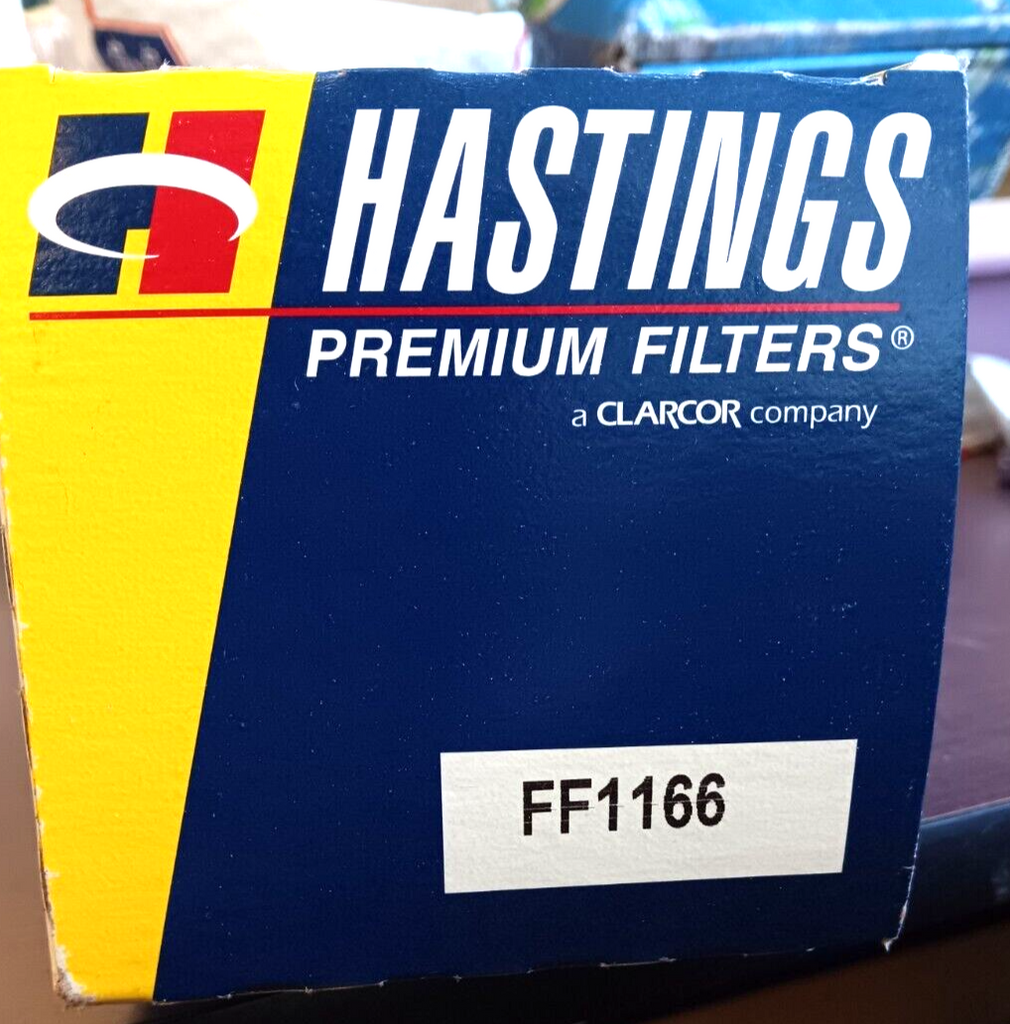 HASTINGS
PREMIUM FILTERS®
a CLARCOR company
FF1166